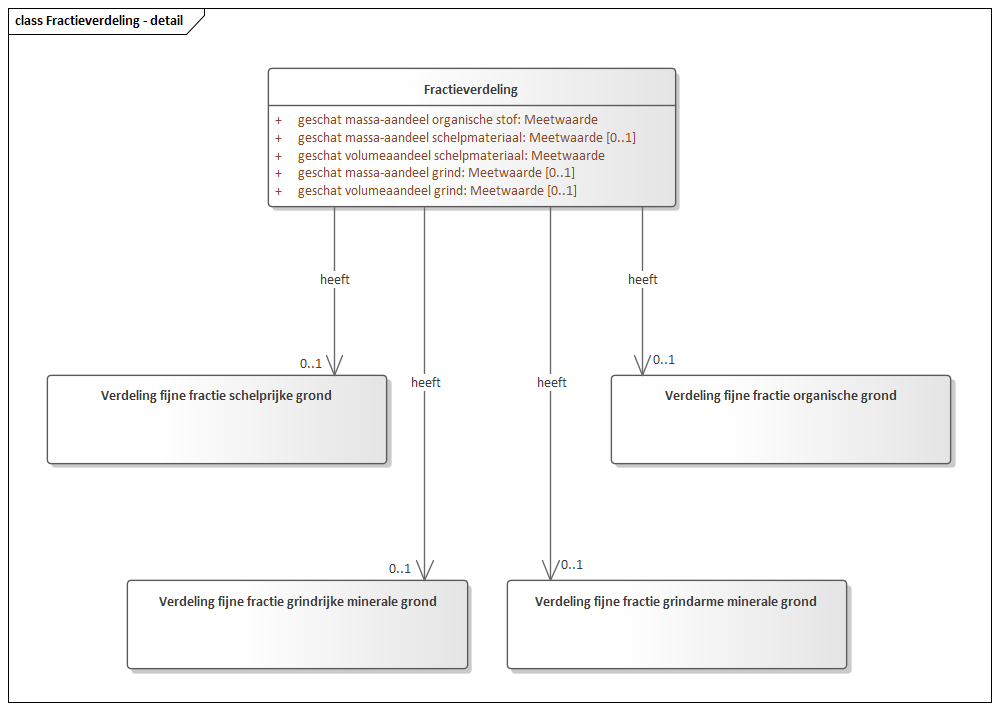 class Fractieverdeling - detail
Fractieverdeling
+ geschat massa-aandeel organische stof: Meetwaarde
+ geschat massa-aandeel schelpmateriaal: Meetwaarde [0..1]
+ geschat volumeaandeel schelpmateriaal: Meetwaarde
+ geschat massa-aandeel grind: Meetwaarde [0..1]
+ geschat volumeaandeel grind: Meetwaarde [0..1]
heeft
heeft
0..1
0..1
heeft
heeft
Verdeling fijne fractie schelprijke grond
Verdeling fijne fractie organische grond
0..1
0..1
Verdeling fijne fractie grindrijke minerale grond
Verdeling fijne fractie grindarme minerale grond